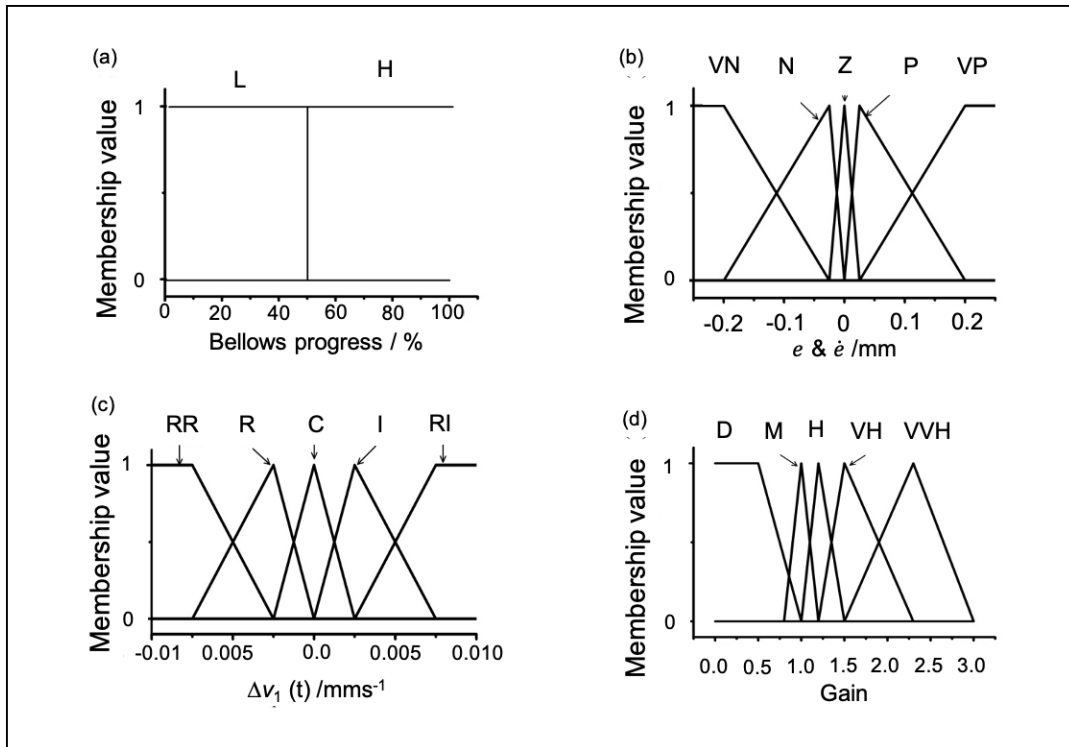 (a)
L H
Membership value
1
0
0 20 40 60 80 100
Bellows progress / %
(b)
VN N Z P VP
Membership value
1
0
-0.2 -0.1 0 0.1 0.2
e & ė /mm
(c)
RR R C I RI
Membership value
1
0
-0.01 0.005 0.0 0.005 0.010
Δv₁ (t) /mms⁻¹
(d)
D M H VH VVH
Membership value
1
0
0.0 0.5 1.0 1.5 2.0 2.5 3.0
Gain